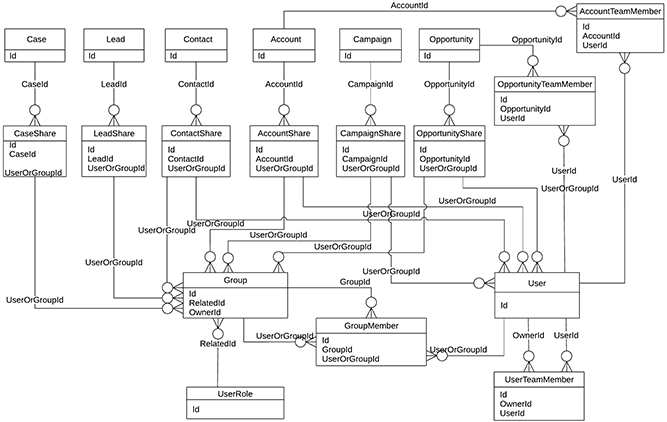 AccountId
AccountTeamMember
Id
AccountId
UserId
Case
Id
Lead
Id
Contact
Id
Account
Id
Campaign
Id
Opportunity
Id
OpportunityId
CaseId
LeadId
ContactId
AccountId
CampaignId
OpportunityId
OpportunityTeamMember
Id
OpportunityId
UserId
CaseShare
Id
CaseId
UserOrGroupId
LeadShare
Id
LeadId
UserOrGroupId
ContactShare
Id
ContactId
UserOrGroupId
AccountShare
Id
AccountId
UserOrGroupId
CampaignShare
Id
CampaignId
UserOrGroupId
OpportunityShare
Id
OpportunityId
UserOrGroupId
UserId
UserOrGroupId
UserId
UserOrGroupId
UserOrGroupId
UserOrGroupId
UserOrGroupId
UserOrGroupId
UserOrGroupId
UserOrGroupId
UserOrGroupId
UserOrGroupId
UserOrGroupId
Group
Id
RelatedId
OwnerId
GroupId
User
Id
GroupMember
Id
GroupId
UserOrGroupId
UserOrGroupId
UserOrGroupId
RelatedId
OwnerId
UserId
UserRole
Id
UserTeamMember
Id
OwnerId
UserId